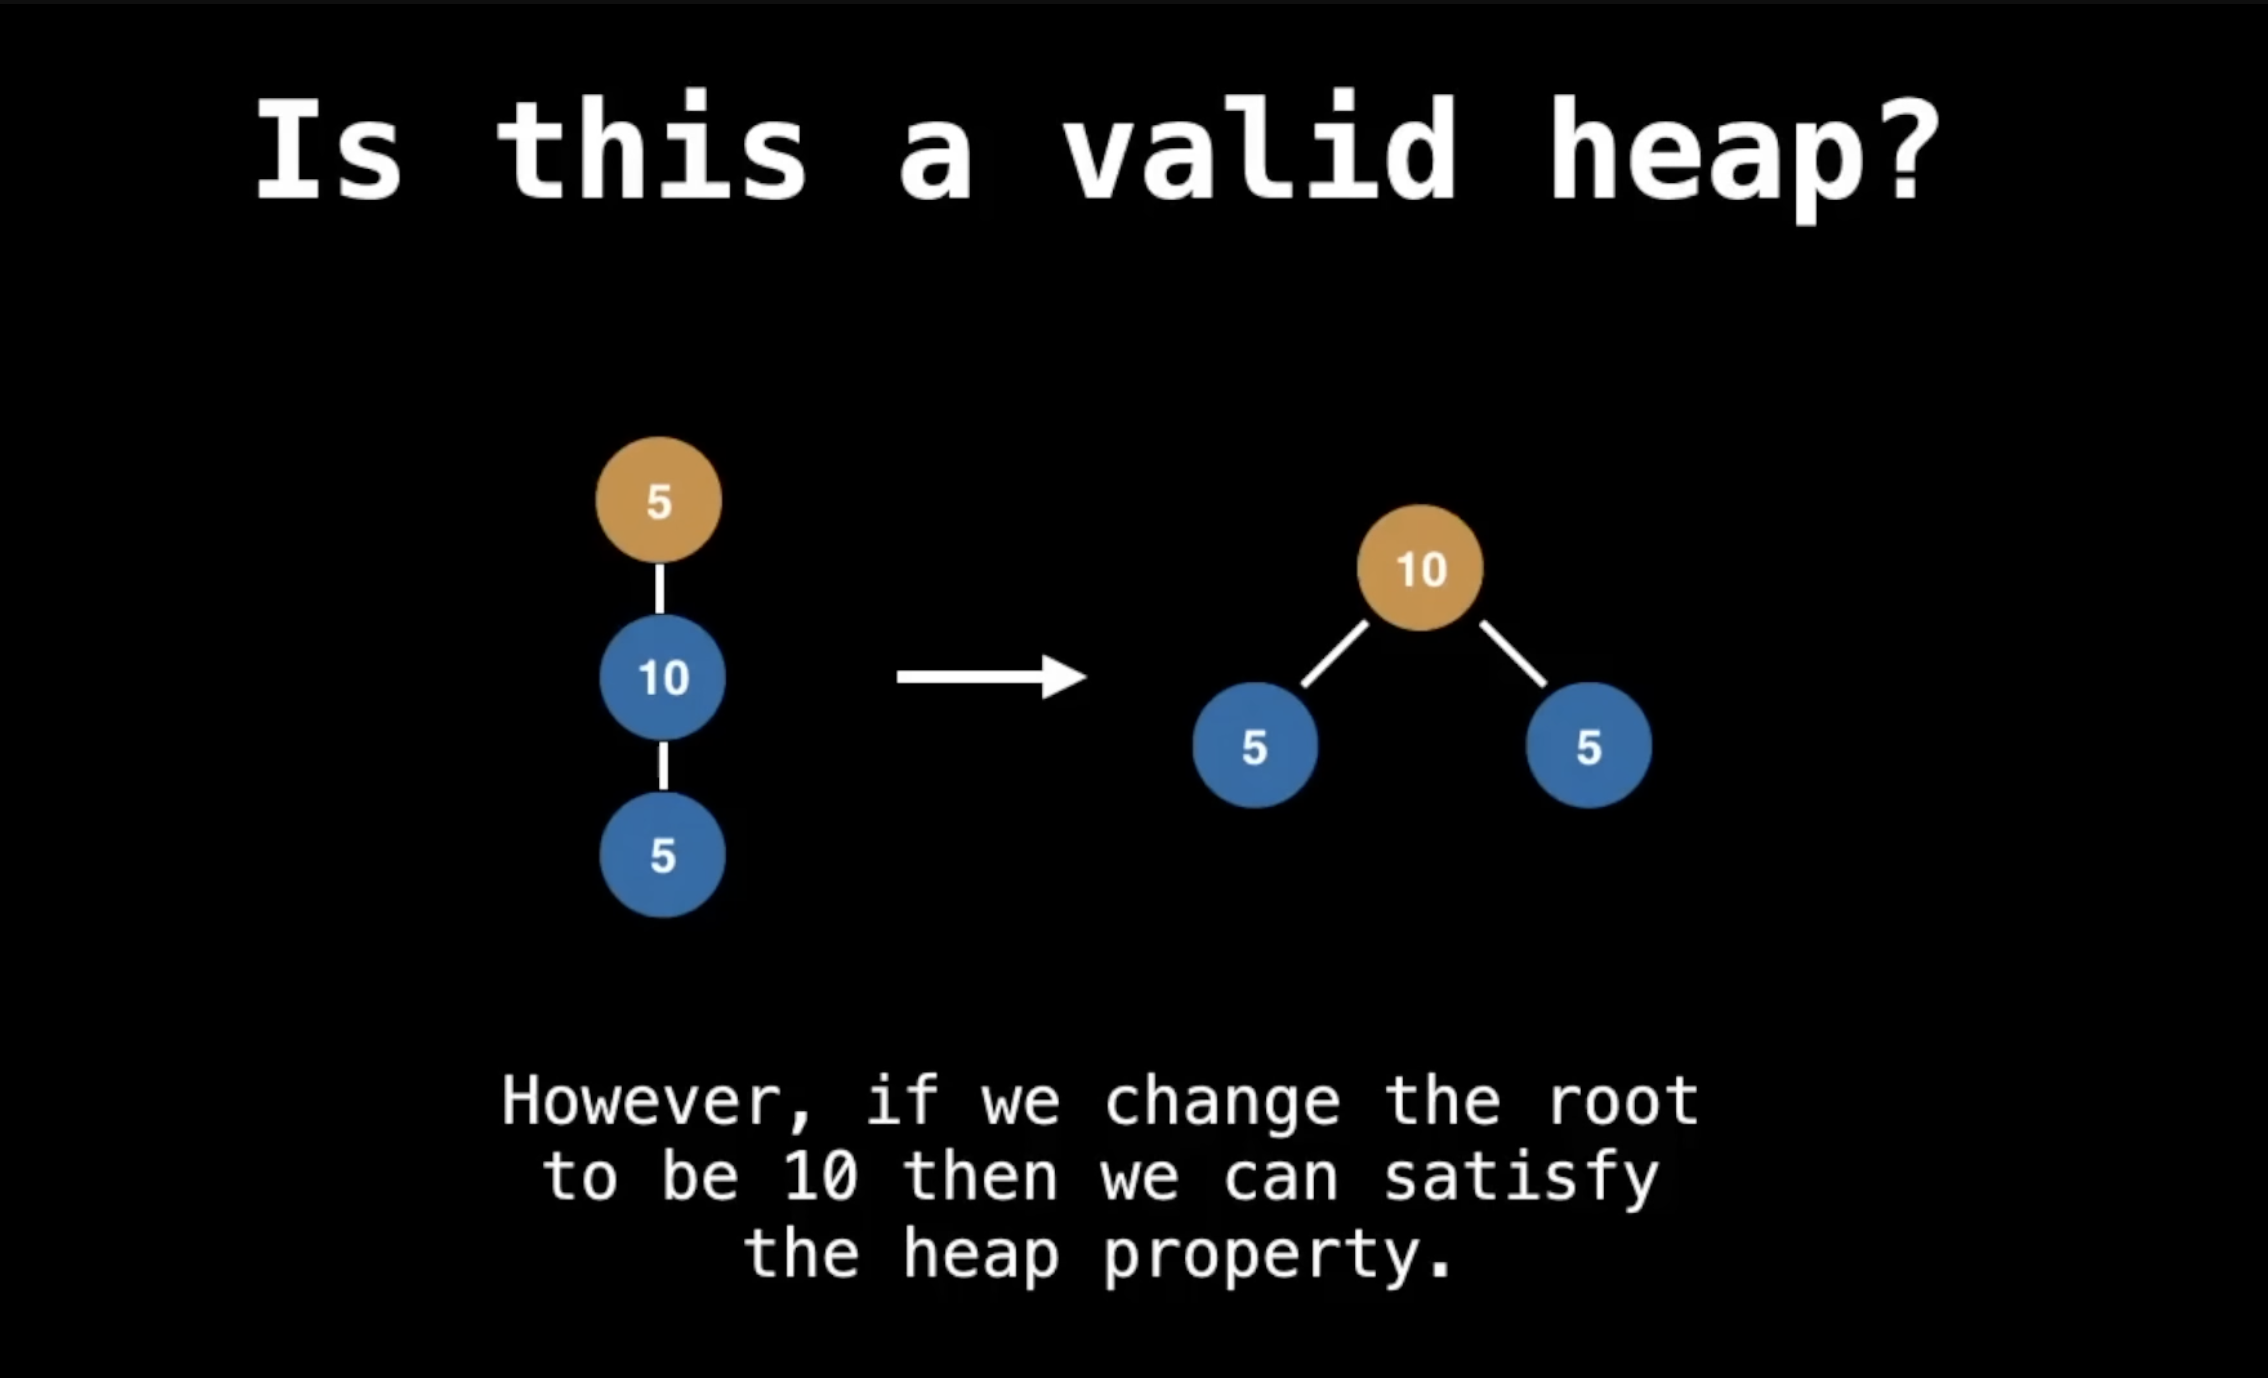 Is this a valid heap?
5
10
5
10
5
5
However, if we change the root
to be 10 then we can satisfy
the heap property.